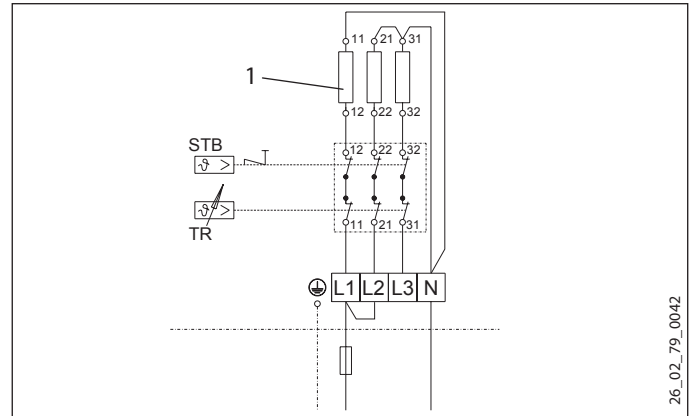 11 21 31
1
12 22 32
STB
12 22 32
ϑ >
ϑ >
TR
11 21 31
L1 L2 L3 N
26_02_79_0042